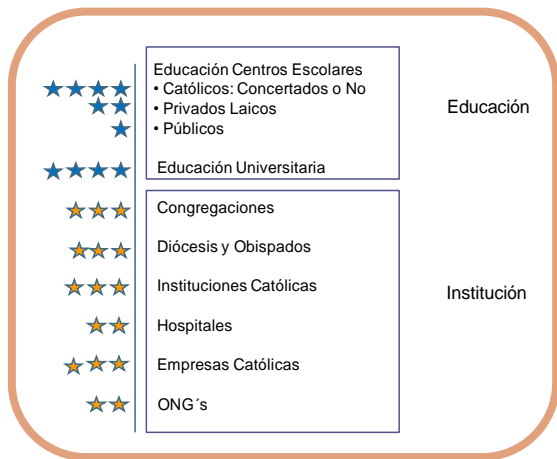 Educación Centros Escolares
• Católicos: Concertados o No
• Privados Laicos
• Públicos
Educación
Educación Universitaria
Congregaciones
Diócesis y Obispados
Instituciones Católicas
Institución
Hospitales
Empresas Católicas
ONG´s